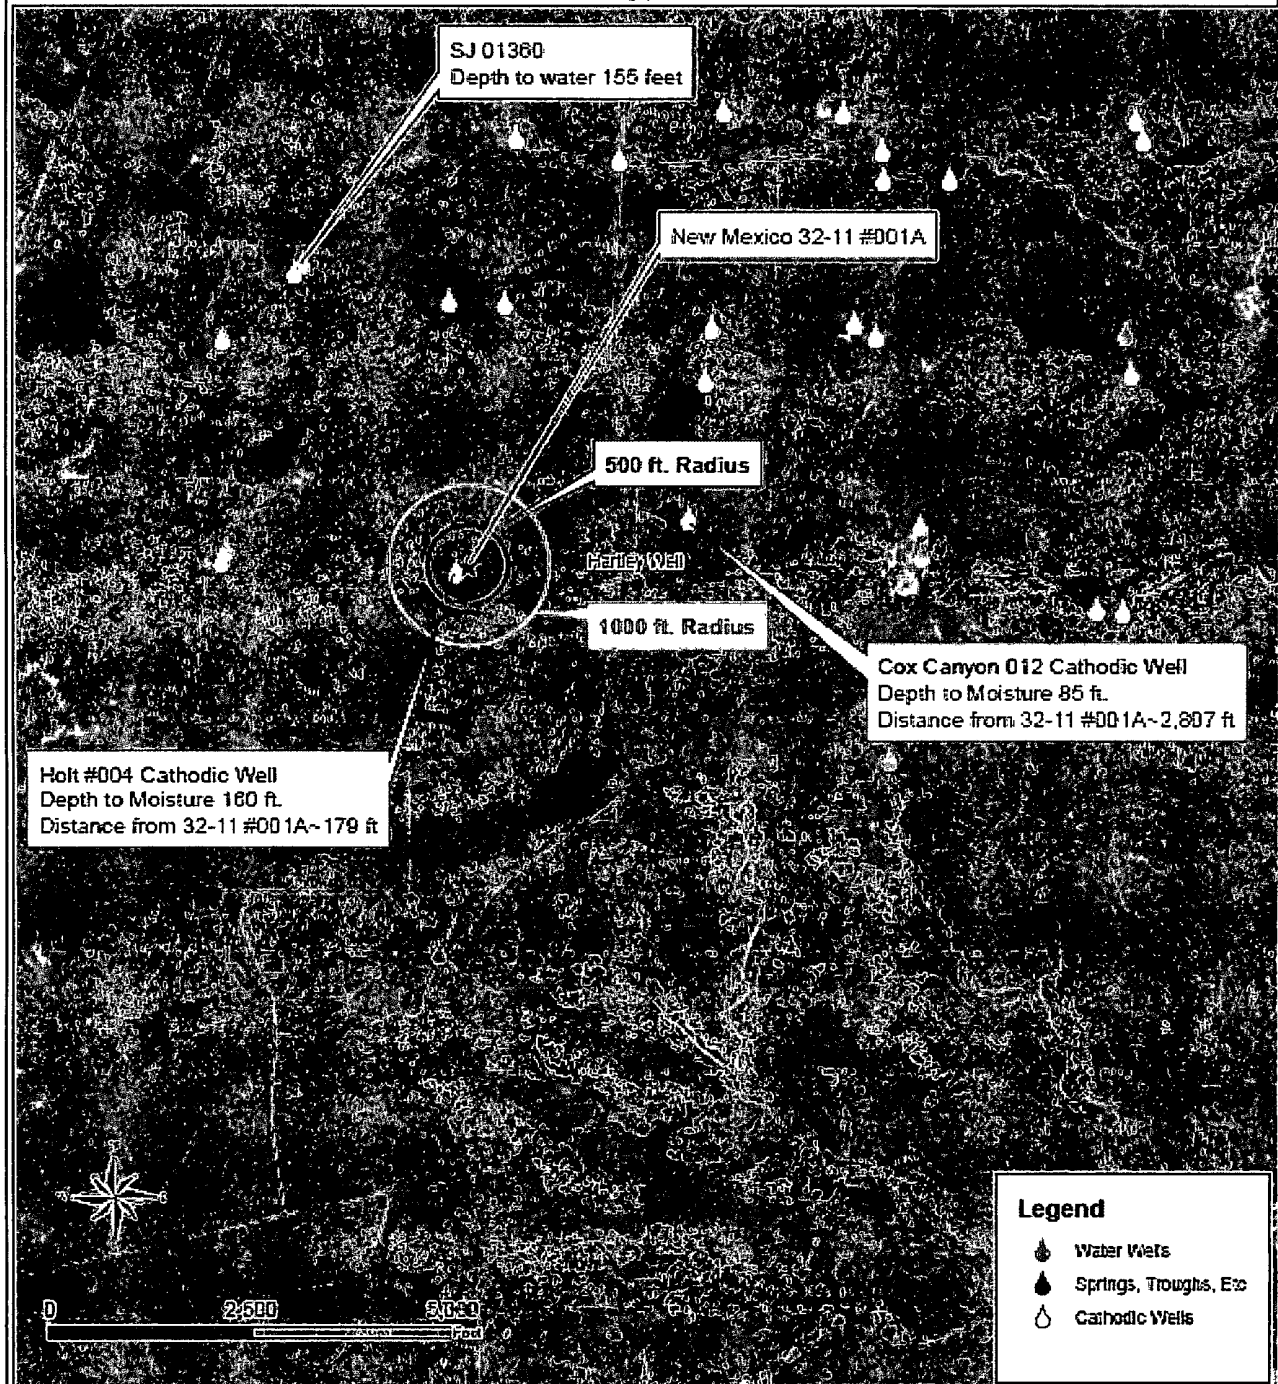 SJ 01360
Depth to water 155 feet
New Mexico 32-11 #001A
500 ft. Radius
Hartley Well
1000 ft. Radius
Cox Canyon 012 Cathodic Well
Depth to Moisture 85 ft.
Distance from 32-11 #001A~2,807 ft
Holt #004 Cathodic Well
Depth to Moisture 160 ft.
Distance from 32-11 #001A~179 ft
Legend
Water Wells
Springs, Troughs, Etc
Cathodic Wells
0 2,500 5,000
Feet